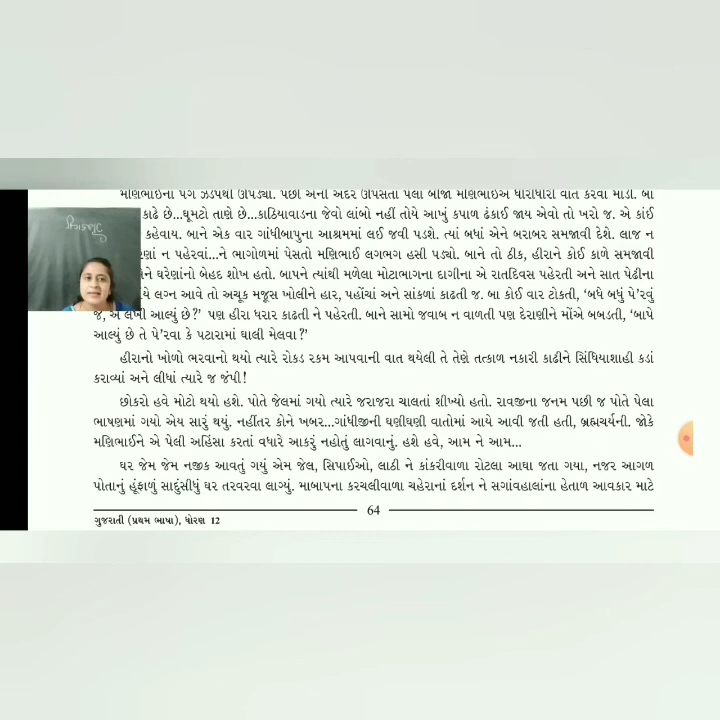 મણિભાઈના પગ ઝડપથી ઊપડ્યા. પછી એની અંદર ઊપસતા પેલા બીજા મણિભાઈએ ધીરેધીરે વાત કરવા માંડી. બા
કાઢે છે...ઘૂમટો તાણે છે...કાઠિયાવાડના જેવો લાંબો નહીં તોયે આખું કપાળ ઢંકાઈ જાય એવો તો ખરો જ. એ કાંઈ
કહેવાય. બાને એક વાર ગાંધીબાપુના આશ્રમમાં લઈ જવી પડશે. ત્યાં બધાં એને બરાબર સમજાવી દેશે. લાજ ન
ન પહેરવાં...ને ભાગોળમાં પેસતો મણિભાઈ લગભગ હસી પડ્યો. બાને તો ઠીક, હીરાને કોઈ કાળે સમજાવી
ઘરેણાંનો બેહદ શોખ હતો. બાપને ત્યાંથી મળેલા મોટાભાગના દાગીના એ રાતદિવસ પહેરતી અને સાત પેઢીના
લગ્ન આવે તો અચૂક મજૂસ ખોલીને હાર, પહોંચાં અને સાંકળાં કાઢતી જ. બા કોઈ વાર ટોકતી, ‘બધે બધું પે’રવું
જ, એ લખી આલ્યું છે?’ પણ હીરા ધરાર કાઢતી ને પહેરતી. બાને સામો જવાબ ન વાળતી પણ દેરાણીને મોંએ બબડતી, ‘બાપે
આલ્યું છે તે પે’રવા કે પટારામાં ઘાલી મેલવા?’
હીરાનો ખોળો ભરવાનો થયો ત્યારે રોકડ રકમ આપવાની વાત થયેલી તે તેણે તત્કાળ નકારી કાઢીને સિંધિયાશાહી કડાં
કરાવ્યાં અને લીધાં ત્યારે જ જંપી!
છોકરો હવે મોટો થયો હશે. પોતે જેલમાં ગયો ત્યારે જરાજરા ચાલતાં શીખ્યો હતો. રાવજીના જનમ પછી જ પોતે પેલા
ભાષણમાં ગયો એય સારું થયું. નહીંતર કોને ખબર...ગાંધીજીની ઘણીઘણી વાતોમાં આયે આવી જતી હતી, બ્રહ્મચર્યની. જોકે
મણિભાઈને એ પેલી અહિંસા કરતાં વધારે આકરું નહોતું લાગવાનું. હશે હવે, આમ ને આમ...
ઘર જેમ જેમ નજીક આવતું ગયું એમ જેલ, સિપાઈઓ, લાઠી ને કાંકરીવાળા રોટલા આઘા જતા ગયા, નજર આગળ
પોતાનું હૂંફાળું સાદુંસીધું ઘર તરવરવા લાગ્યું. માબાપના કરચલીવાળા ચહેરાનાં દર્શન ને સગાંવહાલાંના હેતાળ આવકાર માટે
64
ગુજરાતી (પ્રથમ ભાષા), ધોરણ 12